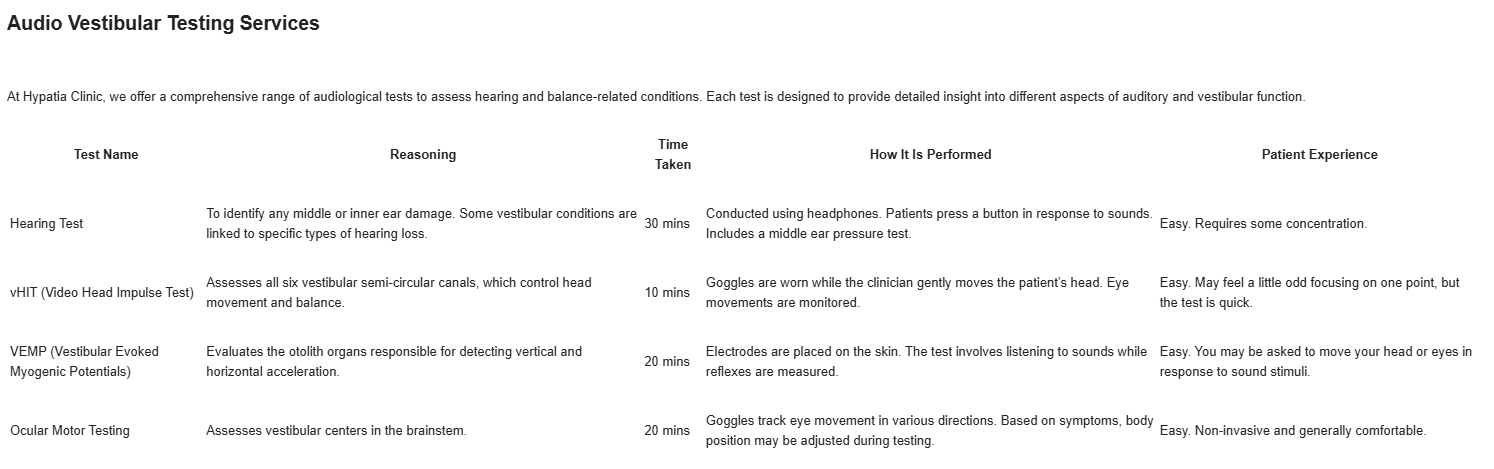 Audio Vestibular Testing Services
At Hypatia Clinic, we offer a comprehensive range of audiological tests to assess hearing and balance-related conditions. Each test is designed to provide detailed insight into different aspects of auditory and vestibular function.
Test Name
Reasoning
Time
Taken
How It Is Performed
Patient Experience
Hearing Test
To identify any middle or inner ear damage. Some vestibular conditions are
linked to specific types of hearing loss.
30 mins
Conducted using headphones. Patients press a button in response to sounds.
Includes a middle ear pressure test.
Easy. Requires some concentration.
vHIT (Video Head Impulse Test)
Assesses all six vestibular semi-circular canals, which control head
movement and balance.
10 mins
Goggles are worn while the clinician gently moves the patient’s head. Eye
movements are monitored.
Easy. May feel a little odd focusing on one point, but
the test is quick.
VEMP (Vestibular Evoked
Myogenic Potentials)
Evaluates the otolith organs responsible for detecting vertical and
horizontal acceleration.
20 mins
Electrodes are placed on the skin. The test involves listening to sounds while
reflexes are measured.
Easy. You may be asked to move your head or eyes in
response to sound stimuli.
Ocular Motor Testing
Assesses vestibular centers in the brainstem.
20 mins
Goggles track eye movement in various directions. Based on symptoms, body
position may be adjusted during testing.
Easy. Non-invasive and generally comfortable.